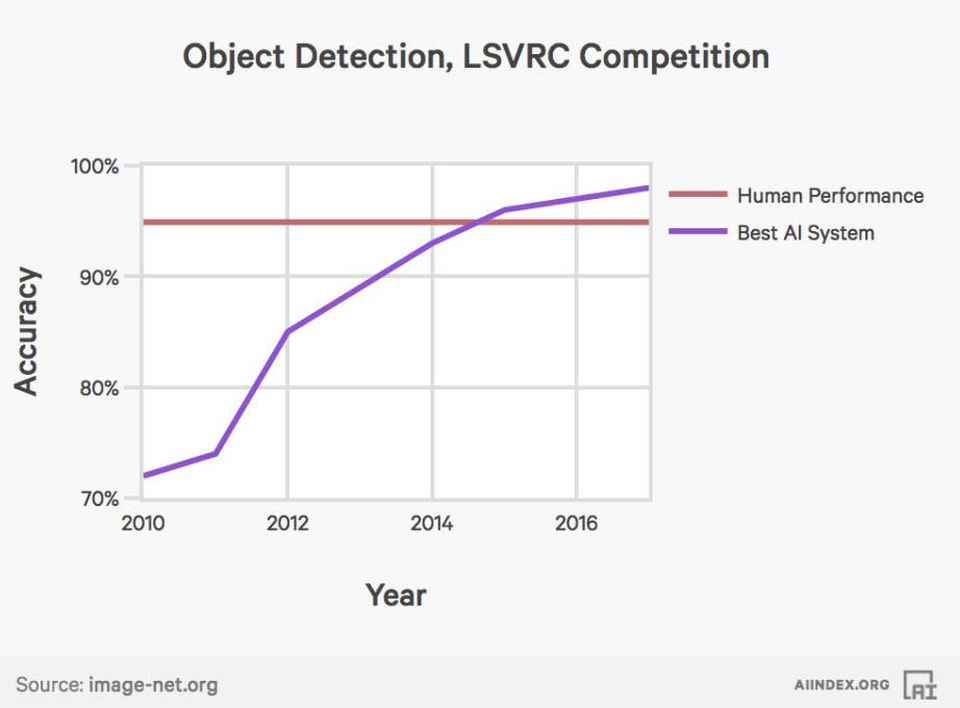 Object Detection, LSVRC Competition
100%
90%
80%
70%
Accuracy
2010 2012 2014 2016
Year
Human Performance
Best AI System
Source: image-net.org
AIINDEX.ORG AI